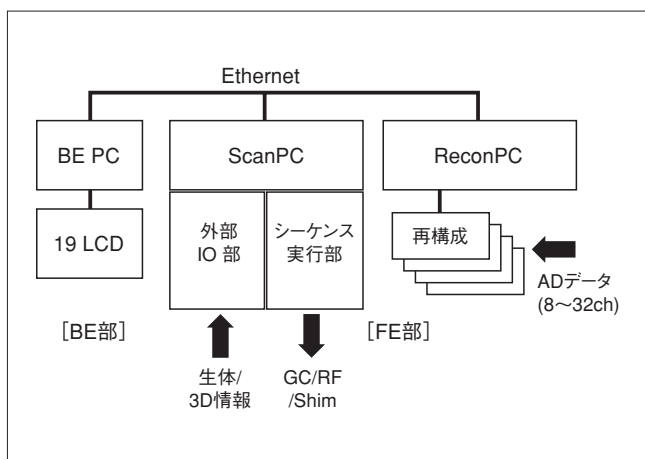 Ethernet
BE PC
ScanPC
ReconPC
19 LCD
外部
IO 部
シーケンス
実行部
再構成
ADデータ
(8～32ch)
[BE部]
[FE部]
生体/
3D情報
GC/RF
/Shim